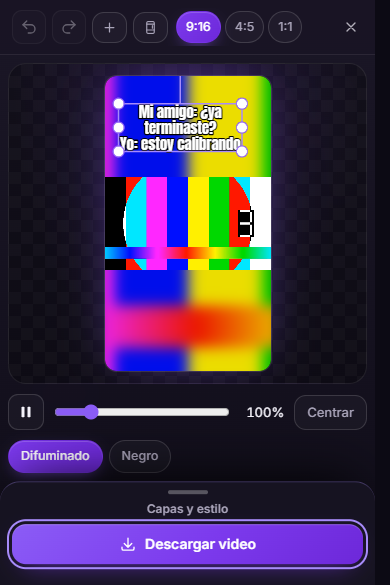 9:16
4:5
1:1
Mi amigo: ¿ya
terminaste?
Yo: estoy calibrando
3
100%
Centrar
Difuminado
Negro
Capas y estilo
Descargar video